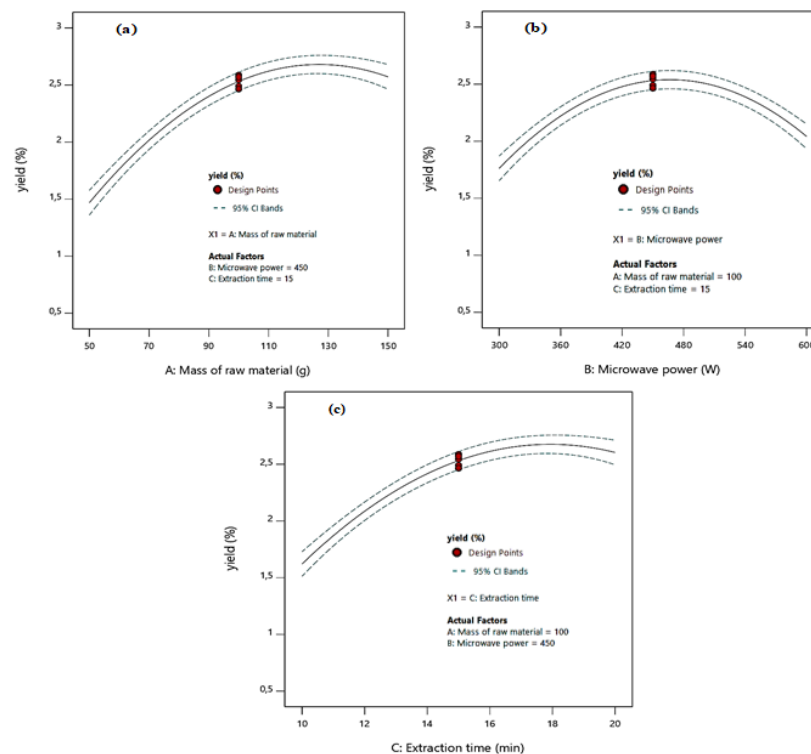 (a)
3
2,5
2
1,5
1
0,5
yield (%)
yield (%)
Design Points
95% CI Bands
X1 = A: Mass of raw material
Actual Factors
B: Microwave power = 450
C: Extraction time = 15
50 70 90 110 130 150
A: Mass of raw material (g)
(b)
3
2,5
2
1,5
1
0,5
yield (%)
yield (%)
Design Points
95% CI Bands
X1 = B: Microwave power
Actual Factors
A: Mass of raw material = 100
C: Extraction time = 15
300 360 420 480 540 600
B: Microwave power (W)
(c)
3
2,5
2
1,5
1
0,5
yield (%)
yield (%)
Design Points
95% CI Bands
X1 = C: Extraction time
Actual Factors
A: Mass of raw material = 100
B: Microwave power = 450
10 12 14 16 18 20
C: Extraction time (min)